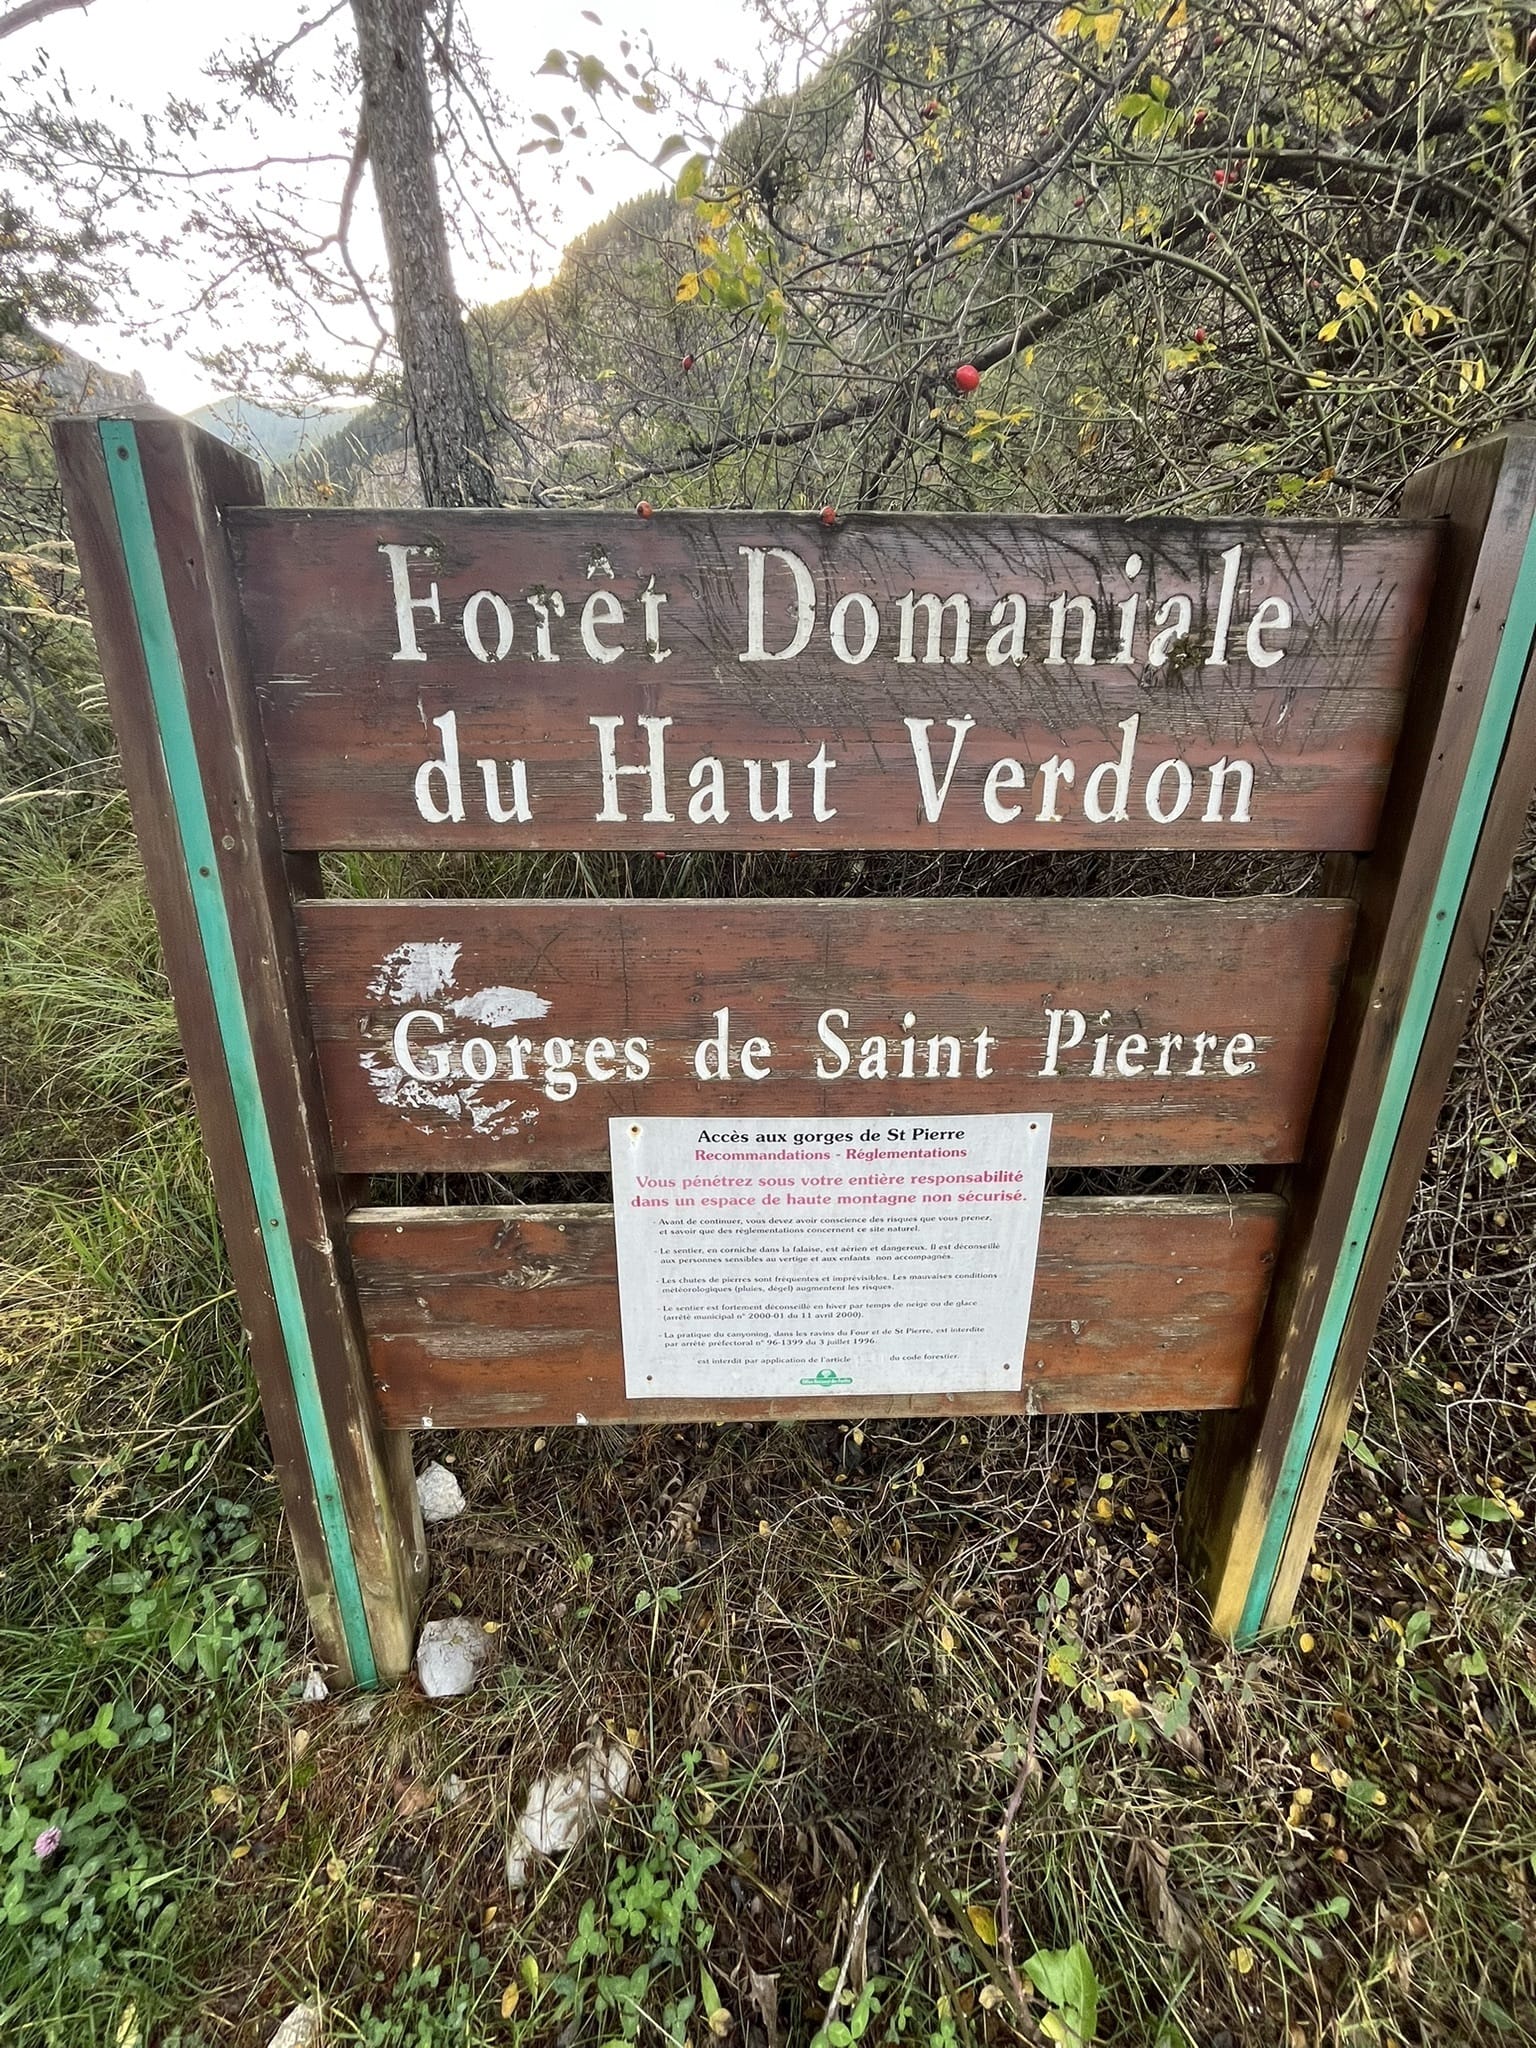 Forêt Domaniale
du Haut Verdon
Gorges de Saint Pierre
Accès aux gorges de St Pierre
Recommandations - Réglementations
Vous pénétrez sous votre entière responsabilité
dans un espace de haute montagne non sécurisé.
- Avant de continuer, vous devez avoir conscience des risques que vous prenez,
et savoir que des règlementations concernent ce site naturel.
- Le sentier, en corniche dans la falaise, est aérien et dangereux. Il est déconseillé
aux personnes sensibles au vertige et aux enfants non accompagnés.
- Les chutes de pierres sont fréquentes et imprévisibles. Les mauvaises conditions
météorologiques (pluies, dégel) augmentent les risques.
- Le sentier est fortement déconseillé en hiver par temps de neige ou de glace
(arrêté municipal n° 2000-01 du 11 avril 2000).
- La pratique du canyoning, dans les ravins du Four et de St Pierre, est interdite
par arrêté préfectoral n° 96-1399 du 3 juillet 1996.
est interdit par application de l'article du code forestier.
Office National des Forêts